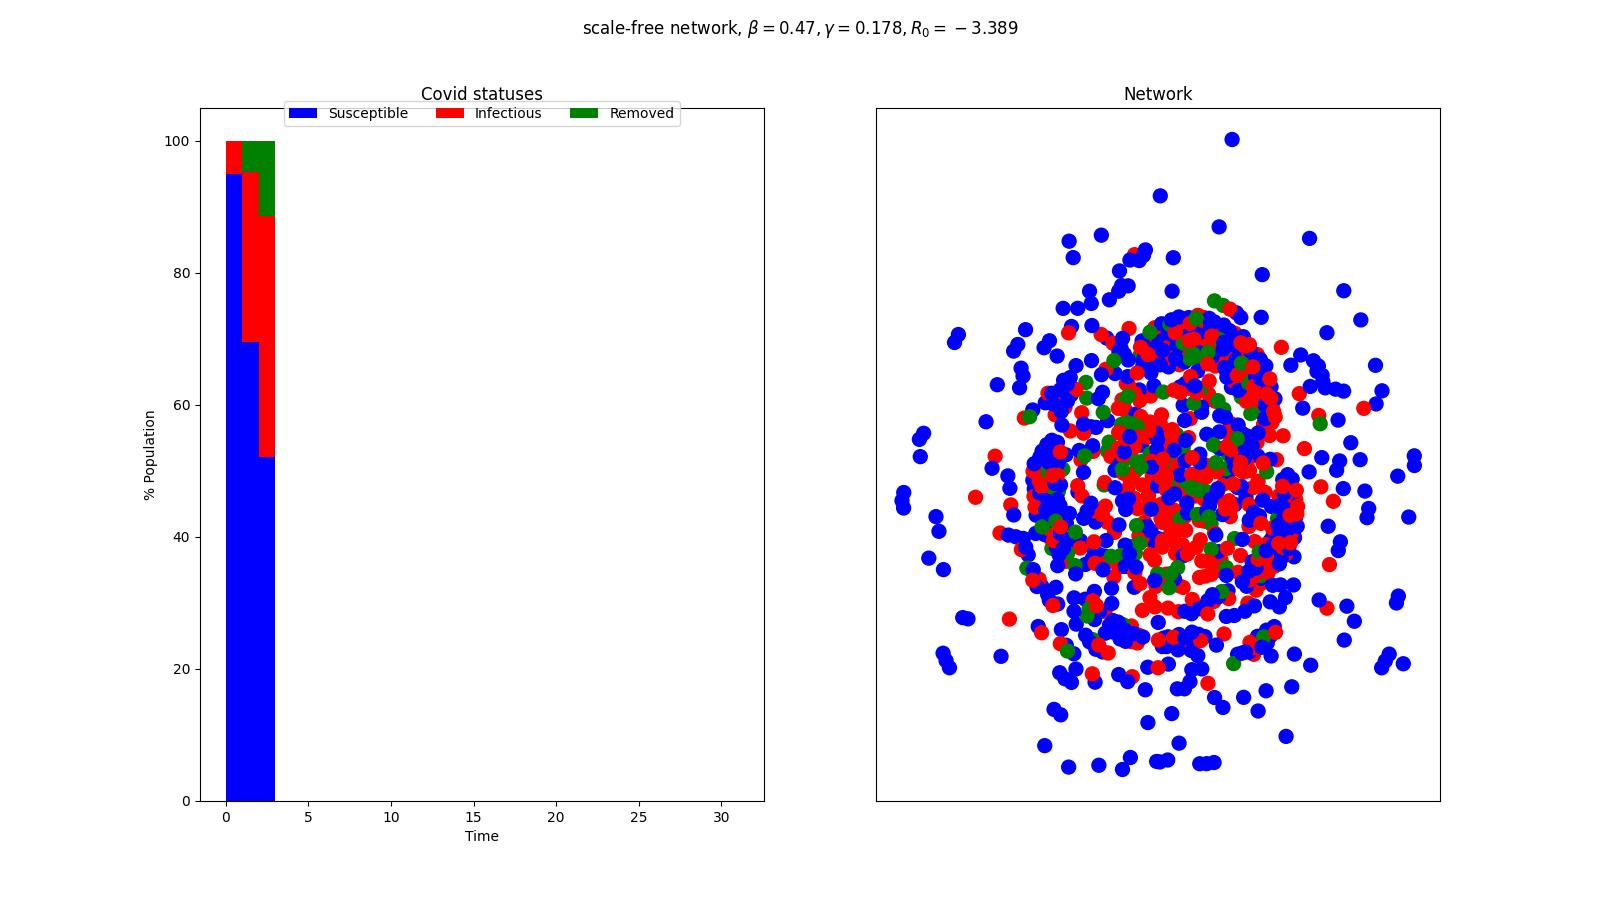 scale-free network, β = 0.47, γ = 0.178, R₀ = − 3.389
Covid statuses
Susceptible Infectious Removed
100
80
60
40
20
0
% Population
0 5 10 15 20 25 30
Time
Network